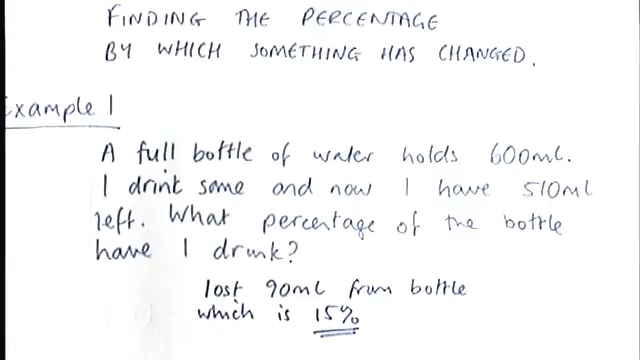 FINDING THE PERCENTAGE
BY WHICH SOMETHING HAS CHANGED.
Example 1
A full bottle of water holds 600mL.
I drink some and now I have 510mL
left. What percentage of the bottle
have I drunk?
lost 90mL from bottle
which is 15%